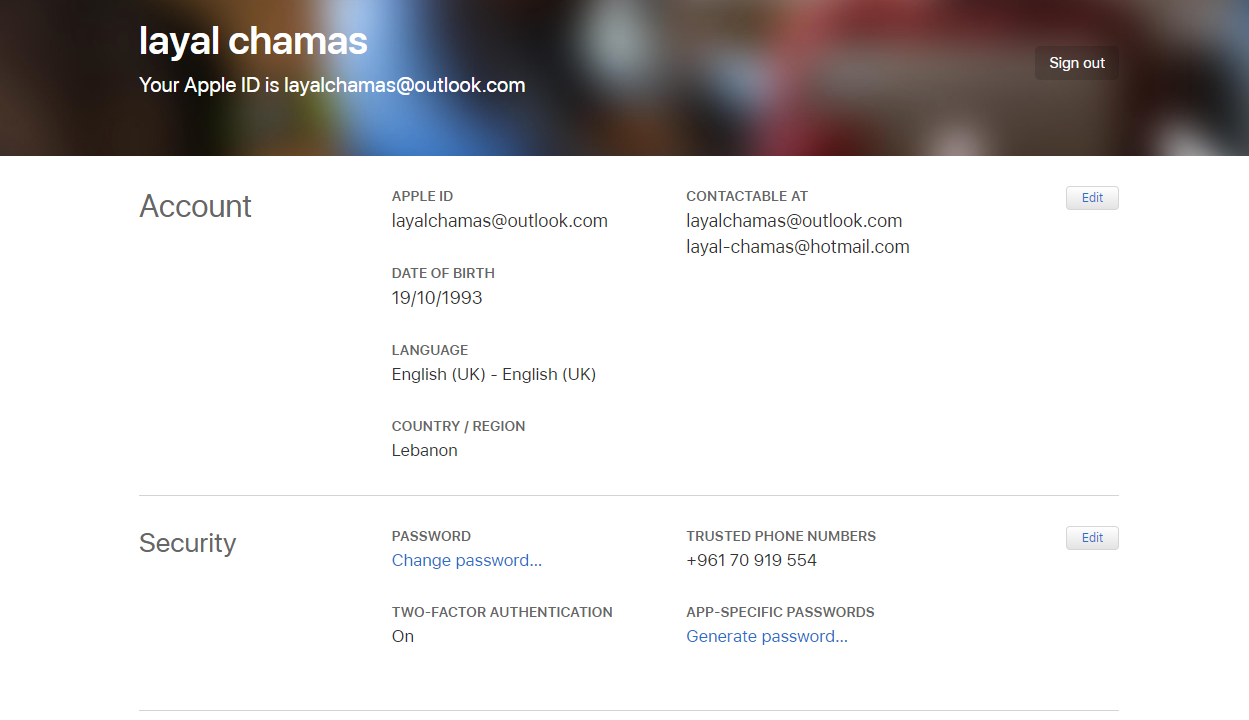 layal chamas
Your Apple ID is layalchamas@outlook.com
Sign out
Account
APPLE ID
layalchamas@outlook.com
CONTACTABLE AT
layalchamas@outlook.com
layal-chamas@hotmail.com
Edit
DATE OF BIRTH
19/10/1993
LANGUAGE
English (UK) - English (UK)
COUNTRY / REGION
Lebanon
Security
PASSWORD
Change password...
TRUSTED PHONE NUMBERS
+961 70 919 554
Edit
TWO-FACTOR AUTHENTICATION
On
APP-SPECIFIC PASSWORDS
Generate password...